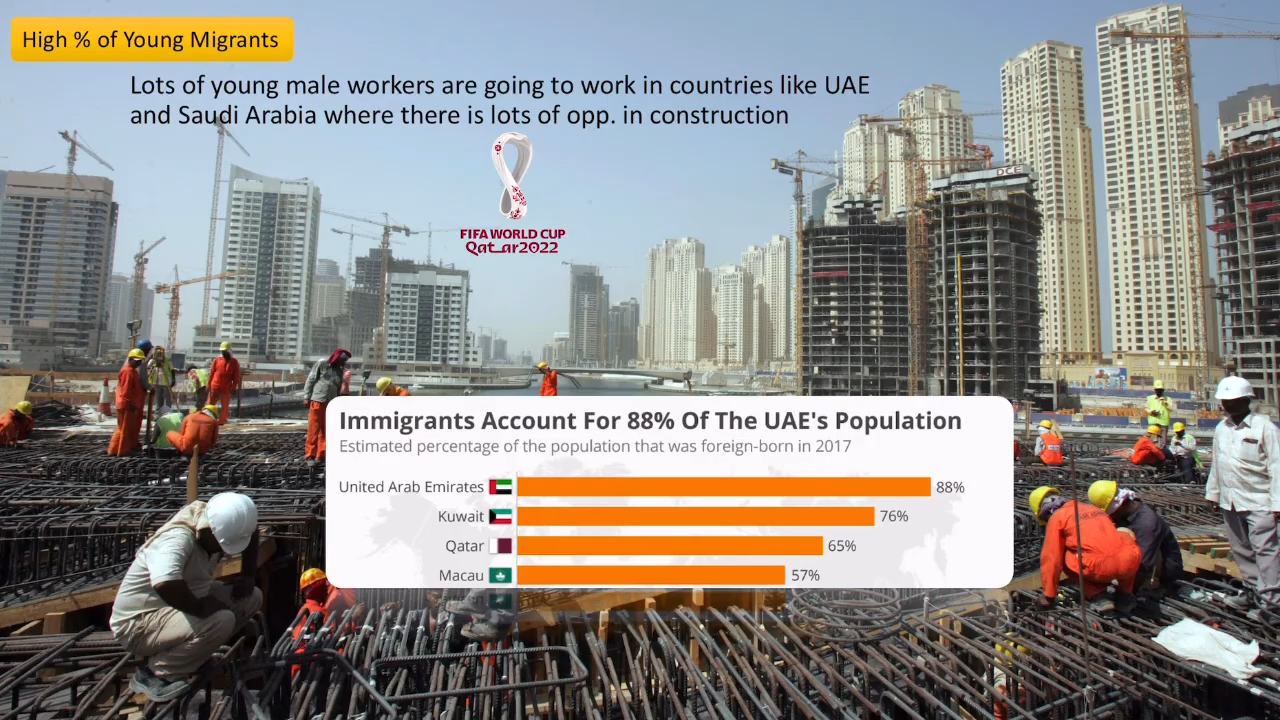 High % of Young Migrants
Lots of young male workers are going to work in countries like UAE
and Saudi Arabia where there is lots of opp. in construction
DCE
FIFA WORLD CUP
Qatar2022
Immigrants Account For 88% Of The UAE's Population
Estimated percentage of the population that was foreign-born in 2017
United Arab Emirates 88%
Kuwait 76%
Qatar 65%
Macau 57%